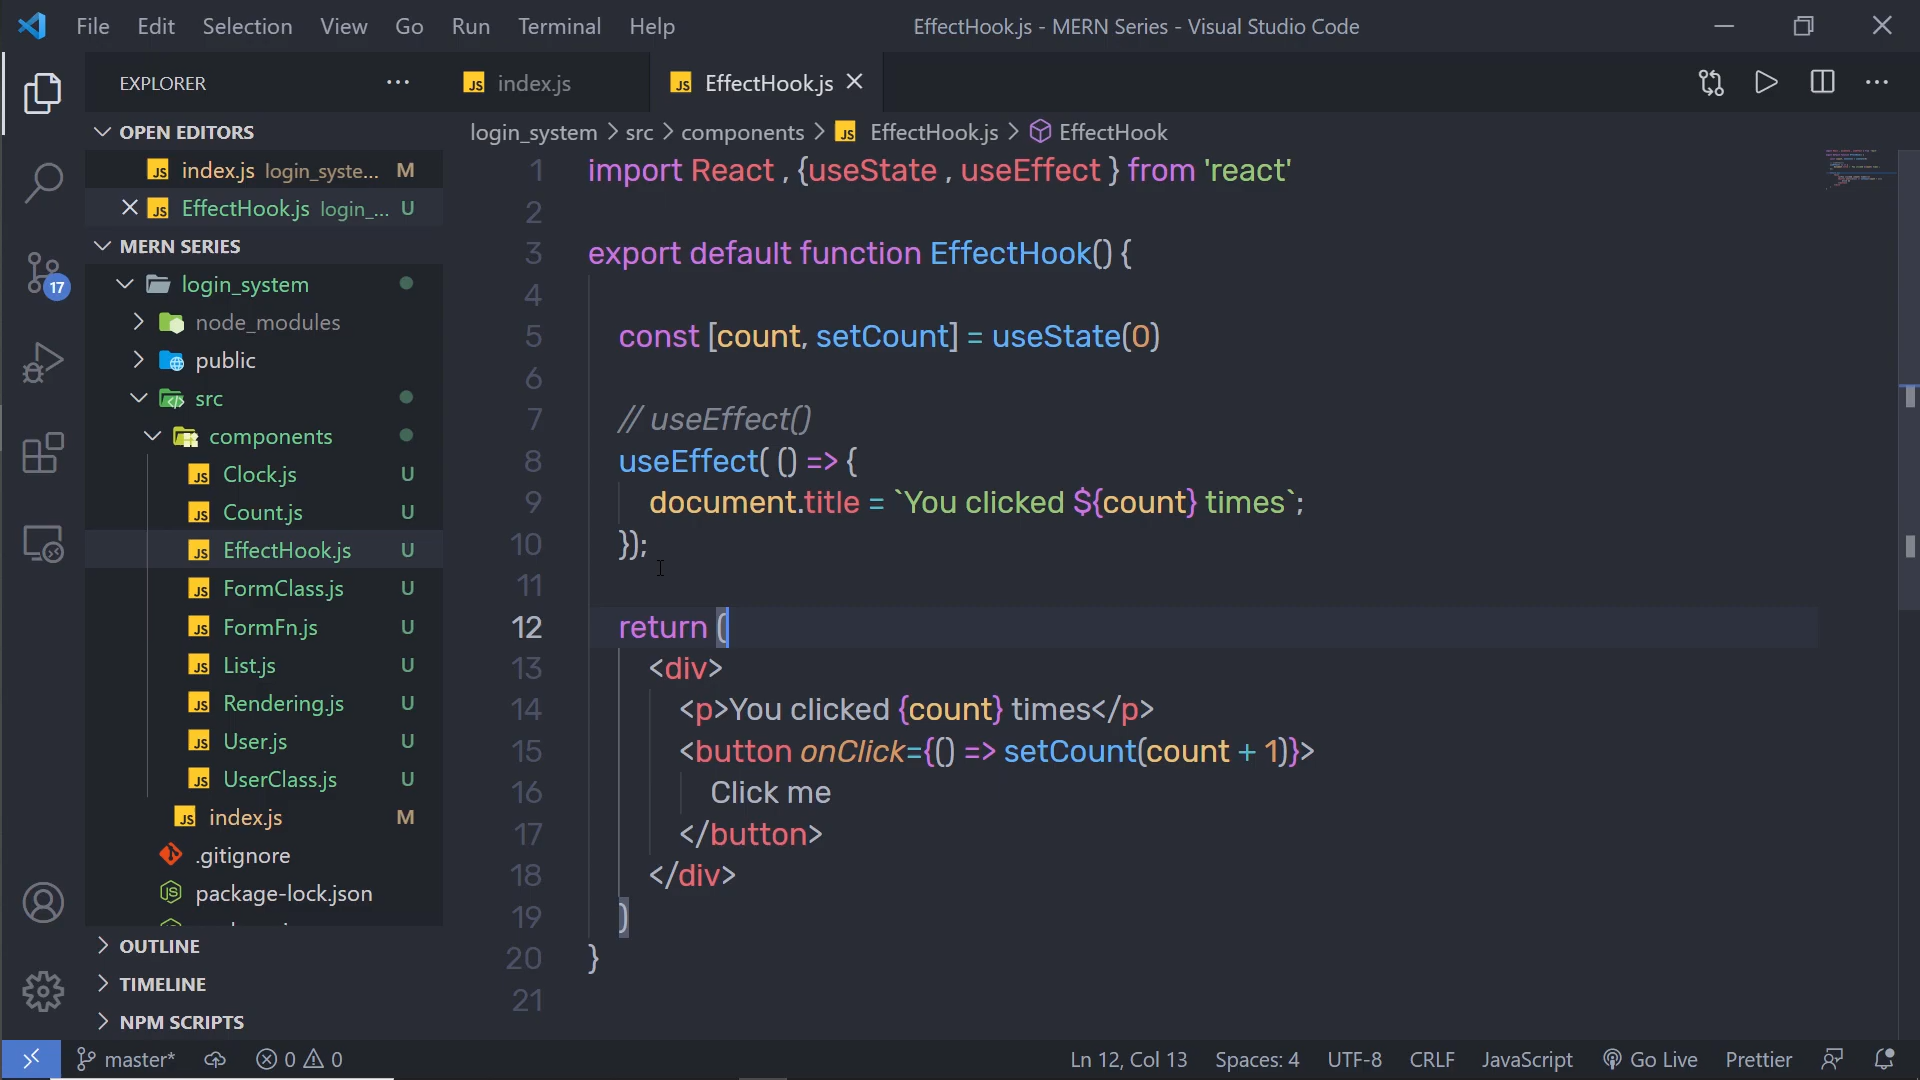 File Edit Selection View Go Run Terminal Help
EffectHook.js - MERN Series - Visual Studio Code
EXPLORER
index.js
EffectHook.js
OPEN EDITORS
index.js login_syste... M
EffectHook.js login_... U
MERN SERIES
login_system
node_modules
public
src
components
Clock.js U
Count.js U
EffectHook.js U
FormClass.js U
FormFn.js U
List.js U
Rendering.js U
User.js U
UserClass.js U
index.js M
.gitignore
package-lock.json
OUTLINE
TIMELINE
NPM SCRIPTS
17
login_system > src > components > EffectHook.js > EffectHook
1 import React , {useState , useEffect } from 'react'
2
3 export default function EffectHook() {
4
5 const [count, setCount] = useState(0)
6
7 // useEffect()
8 useEffect( () => {
9 document.title = `You clicked ${count} times`;
10 });
11
12 return (
13 <div>
14 <p>You clicked {count} times</p>
15 <button onClick={() => setCount(count + 1)}>
16 Click me
17 </button>
18 </div>
19 )
20 }
21
master* 0 0 Ln 12, Col 13 Spaces: 4 UTF-8 CRLF JavaScript Go Live Prettier